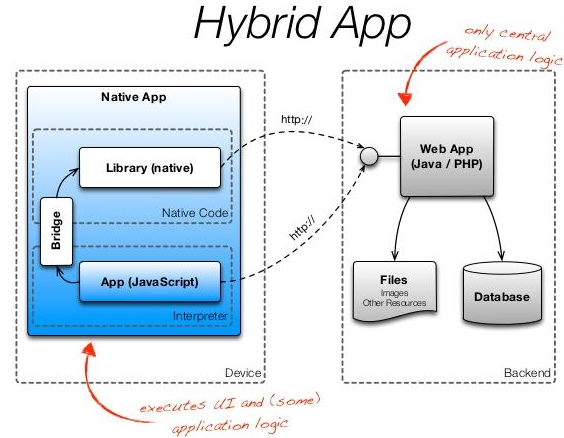 Hybrid App
only central
application logic
Native App
Library (native)
Native Code
Bridge
App (JavaScript)
Interpreter
Device
http://
http://
Web App
(Java / PHP)
Files
Images
Other Resources
Database
Backend
executes UI and (some)
application logic